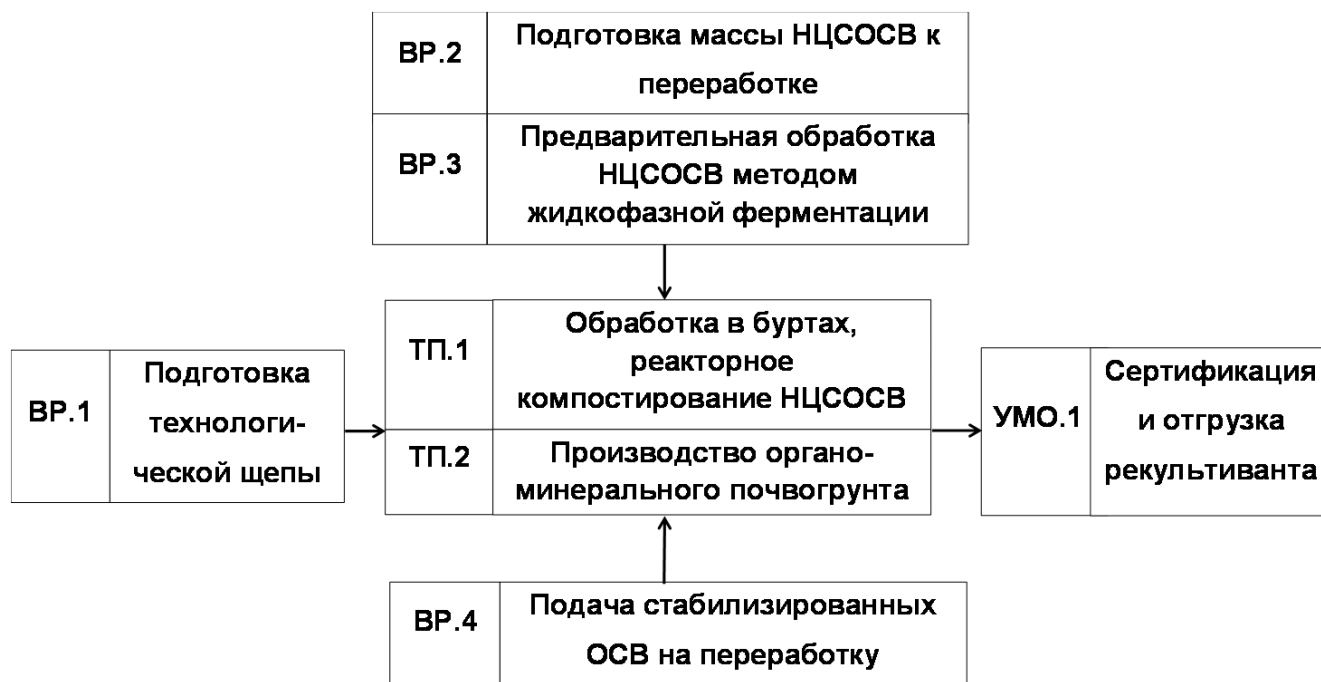 ВР.2
Подготовка массы НЦСОСВ к
переработке
ВР.3
Предварительная обработка
НЦСОСВ методом
жидкофазной ферментации
ВР.1
Подготовка
технологи-
ческой щепы
ТП.1
Обработка в буртах,
реакторное
компостирование НЦСОСВ
ТП.2
Производство органо-
минерального почвогрунта
УМО.1
Сертификация
и отгрузка
рекультиванта
ВР.4
Подача стабилизированных
ОСВ на переработку